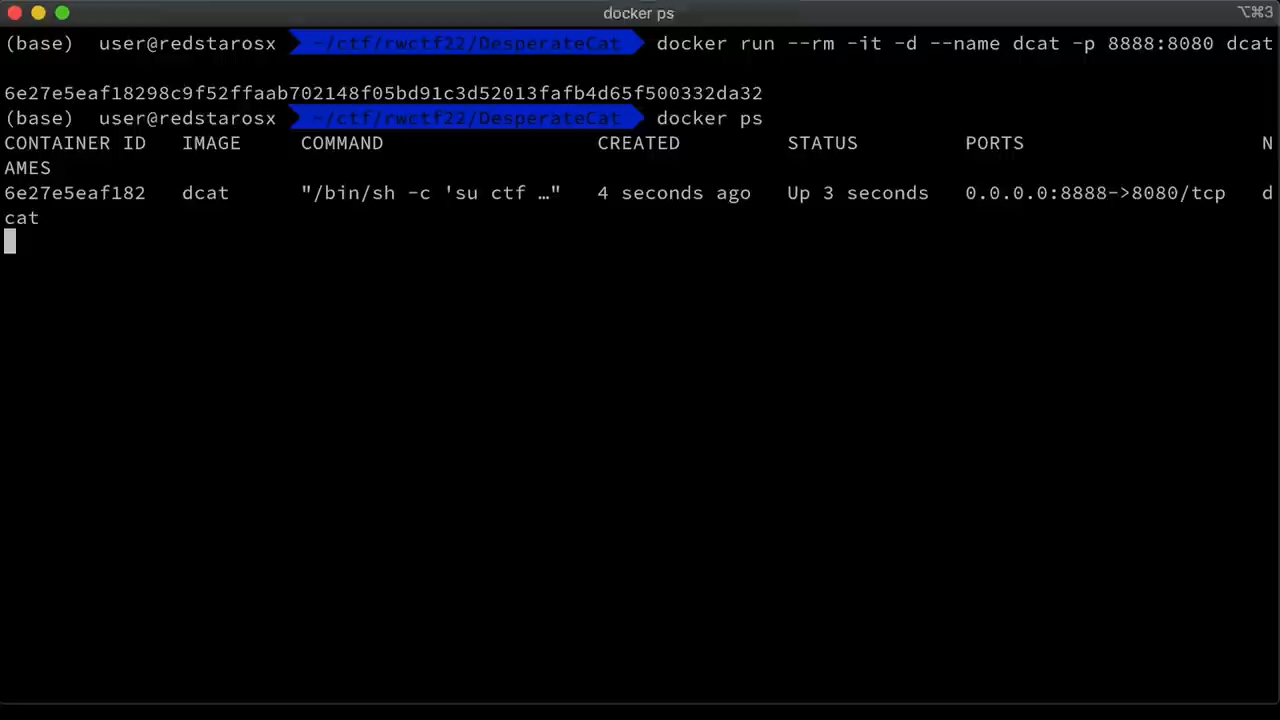 docker ps
⌥⌘3
(base) user@redstarosx ~/ctf/rwctf22/DesperateCat docker run --rm -it -d --name dcat -p 8888:8080 dcat
6e27e5eaf18298c9f52ffaab702148f05bd91c3d52013fafb4d65f500332da32
(base) user@redstarosx ~/ctf/rwctf22/DesperateCat docker ps
CONTAINER ID IMAGE COMMAND CREATED STATUS PORTS N
AMES
6e27e5eaf182 dcat "/bin/sh -c 'su ctf …" 4 seconds ago Up 3 seconds 0.0.0.0:8888->8080/tcp d
cat